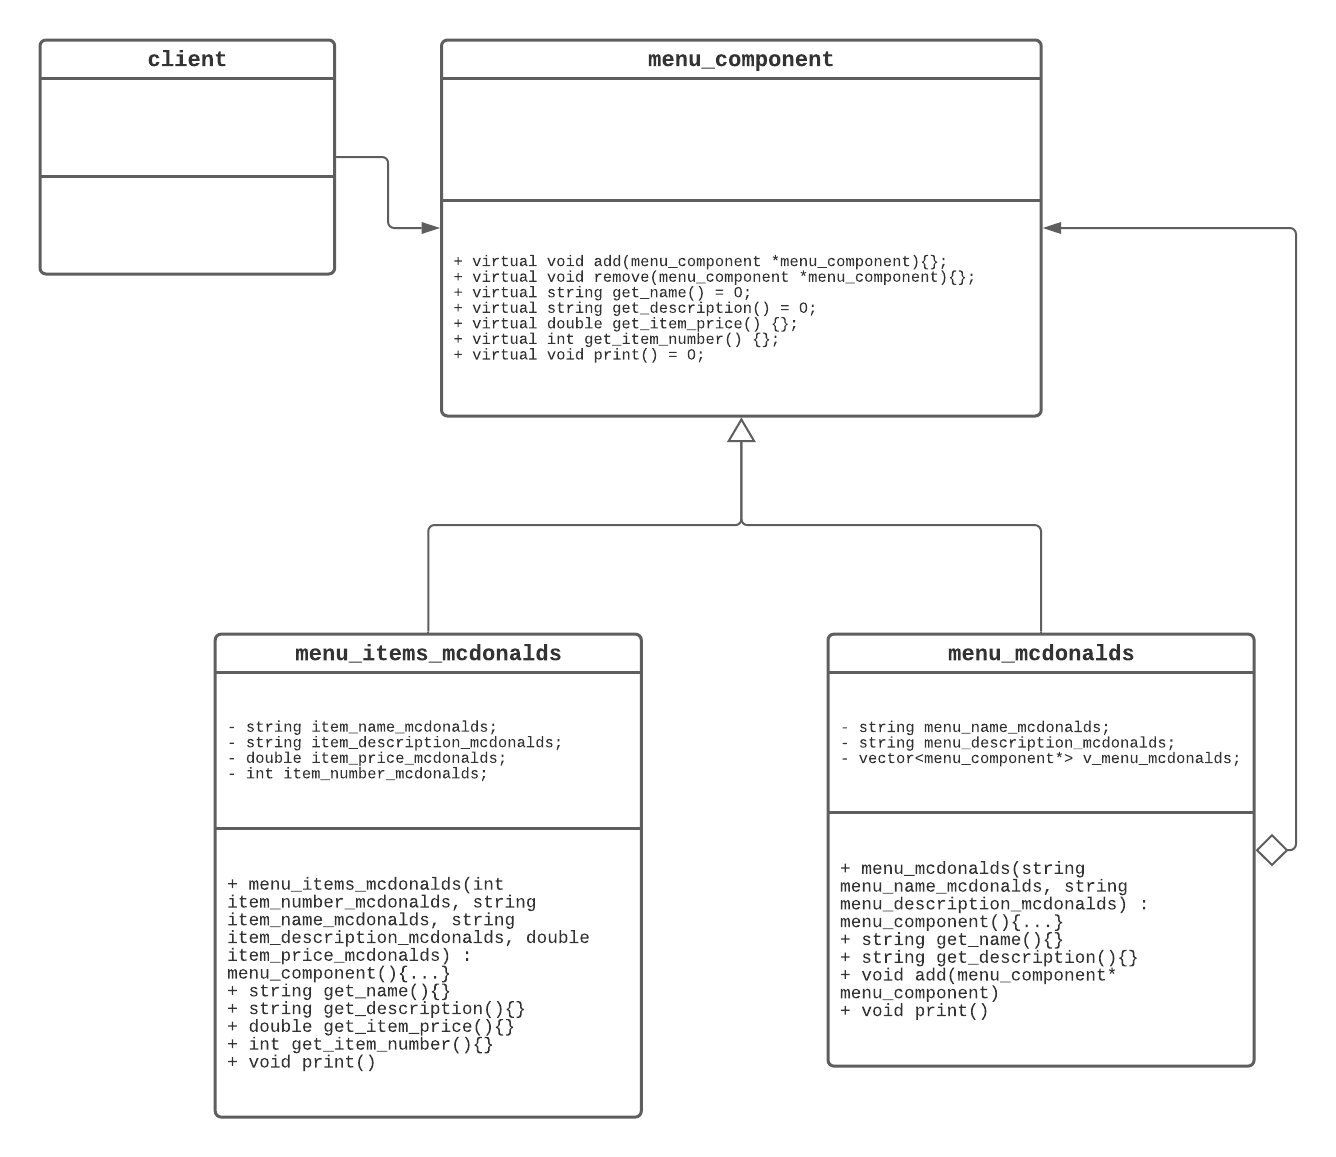 client
menu_component
+ virtual void add(menu_component *menu_component){};
+ virtual void remove(menu_component *menu_component){};
+ virtual string get_name() = 0;
+ virtual string get_description() = 0;
+ virtual double get_item_price() {};
+ virtual int get_item_number() {};
+ virtual void print() = 0;
menu_items_mcdonalds
- string item_name_mcdonalds;
- string item_description_mcdonalds;
- double item_price_mcdonalds;
- int item_number_mcdonalds;
+ menu_items_mcdonalds(int
item_number_mcdonalds, string
item_name_mcdonalds, string
item_description_mcdonalds, double
item_price_mcdonalds) :
menu_component(){...}
+ string get_name(){}
+ string get_description(){}
+ double get_item_price(){}
+ int get_item_number(){}
+ void print()
menu_mcdonalds
- string menu_name_mcdonalds;
- string menu_description_mcdonalds;
- vector<menu_component*> v_menu_mcdonalds;
+ menu_mcdonalds(string
menu_name_mcdonalds, string
menu_description_mcdonalds) :
menu_component(){...}
+ string get_name(){}
+ string get_description(){}
+ void add(menu_component*
menu_component)
+ void print()